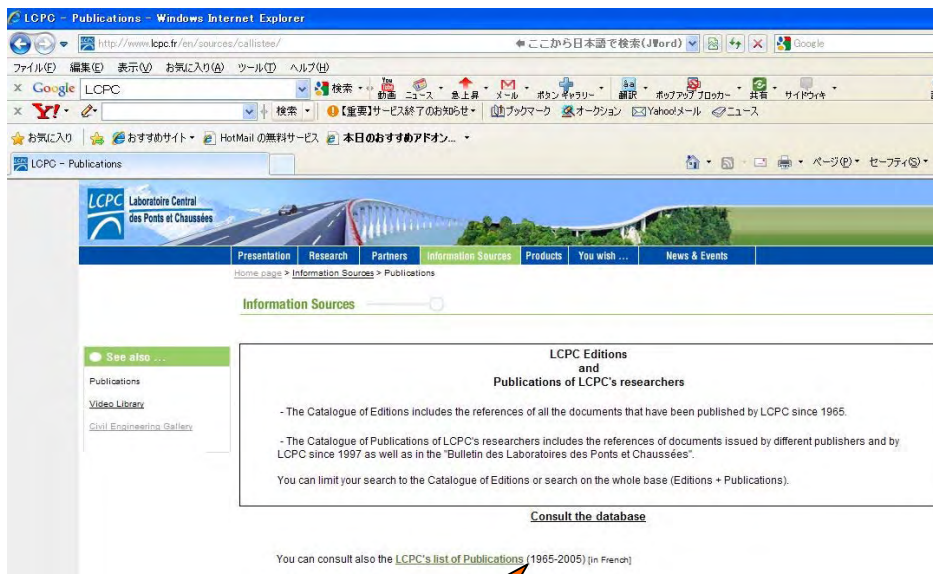 LCPC - Publications - Windows Internet Explorer
http://www.lcpc.fr/en/sources/callistee/
ここから日本語で検索(JWord)
Google
ファイル(F) 編集(E) 表示(V) お気に入り(A) ツール(T) ヘルプ(H)
x Google LCPC
検索
動画
ニュース
急上昇
メール
ボタン ギャラリー
翻訳
ポップアップ ブロッカー
共有
サイドウィキ
x Y!
検索
【重要】サービス終了のお知らせ
ブックマーク
オークション
Yahoo!メール
ニュース
お気に入り
おすすめサイト
HotMail の無料サービス
本日のおすすめアドオン...
LCPC - Publications
ページ(P)
セーフティ(S)
LCPC Laboratoire Central
des Ponts et Chaussées
Presentation Research Partners Information Sources Products You wish ... News & Events
Home page > Information Sources > Publications
Information Sources
See also ...
Publications
Video Library
Civil Engineering Gallery
LCPC Editions
and
Publications of LCPC's researchers
- The Catalogue of Editions includes the references of all the documents that have been published by LCPC since 1965.
- The Catalogue of Publications of LCPC's researchers includes the references of documents issued by different publishers and by
LCPC since 1997 as well as in the "Bulletin des Laboratoires des Ponts et Chaussées".
You can limit your search to the Catalogue of Editions or search on the whole base (Editions + Publications).
Consult the database
You can consult also the LCPC's list of Publications (1965-2005) [in French]